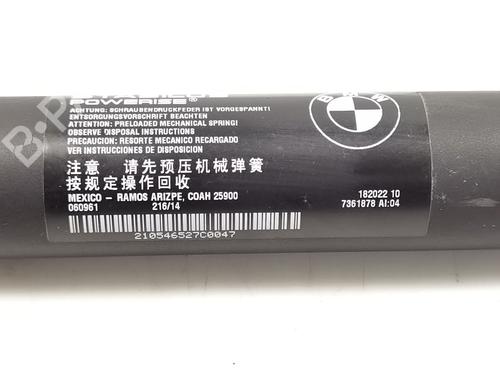 POWERISE®
ACHTUNG: SCHRAUBENDRUCKFEDER IST VORGESPANNT!
ENTSORGUNGSVORSCHRIFT BEACHTEN
ATTENTION: PRELOADED MECHANICAL SPRING!
OBSERVE DISPOSAL INSTRUCTIONS
PRECAUCION: RESORTE MECANICO RECARGADO
VER INSTRUCCIONES DE DISPOSICION
注意 请先预压机械弹簧
按规定操作回收
MEXICO - RAMOS ARIZPE, COAH 25900
060961 216/14
210546527C0047
BMW
182022 10
7361878 AI:04